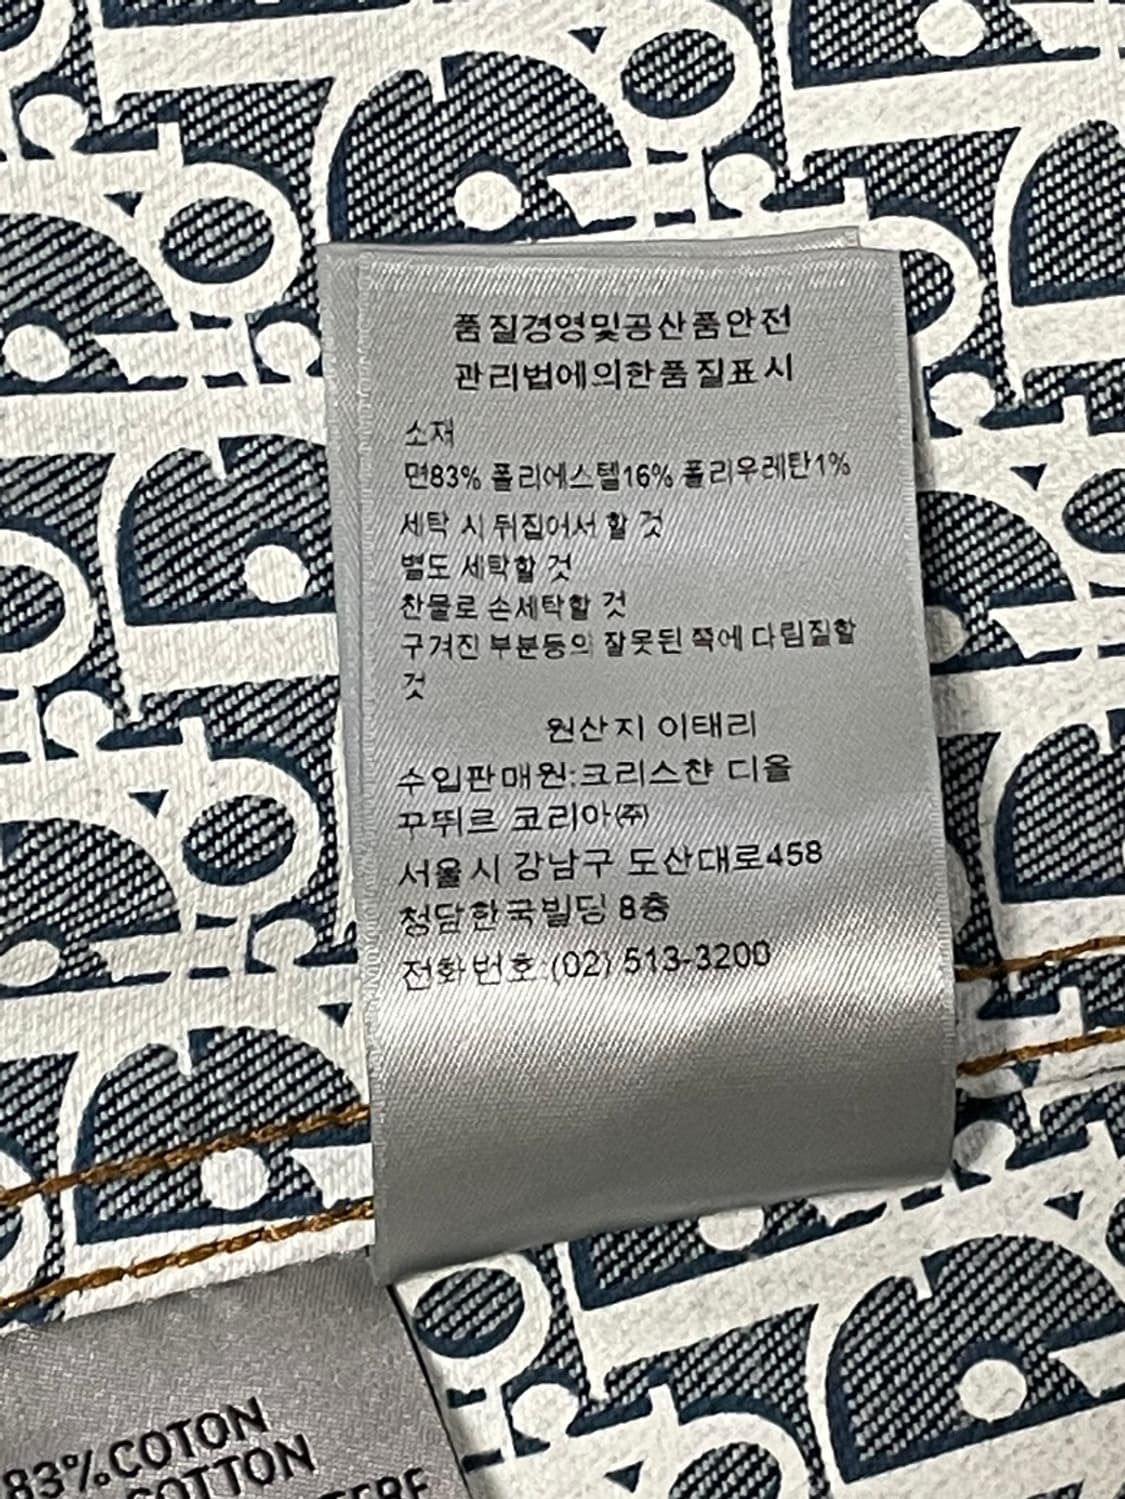 품질경영및공산품안전
관리법에의한품질표시
소재
면83% 폴리에스텔16% 폴리우레탄1%
세탁 시 뒤집어서 할 것
별도 세탁할 것
찬물로 손세탁할 것
구겨진 부분등의 잘못된 쪽에 다림질할
것
원산지 이태리
수입판매원:크리스챤 디올
꾸뛰르 코리아㈜
서울시 강남구 도산대로458
청담한국빌딩 8층
전화번호:(02) 513-3200
83%COTON
COTTON